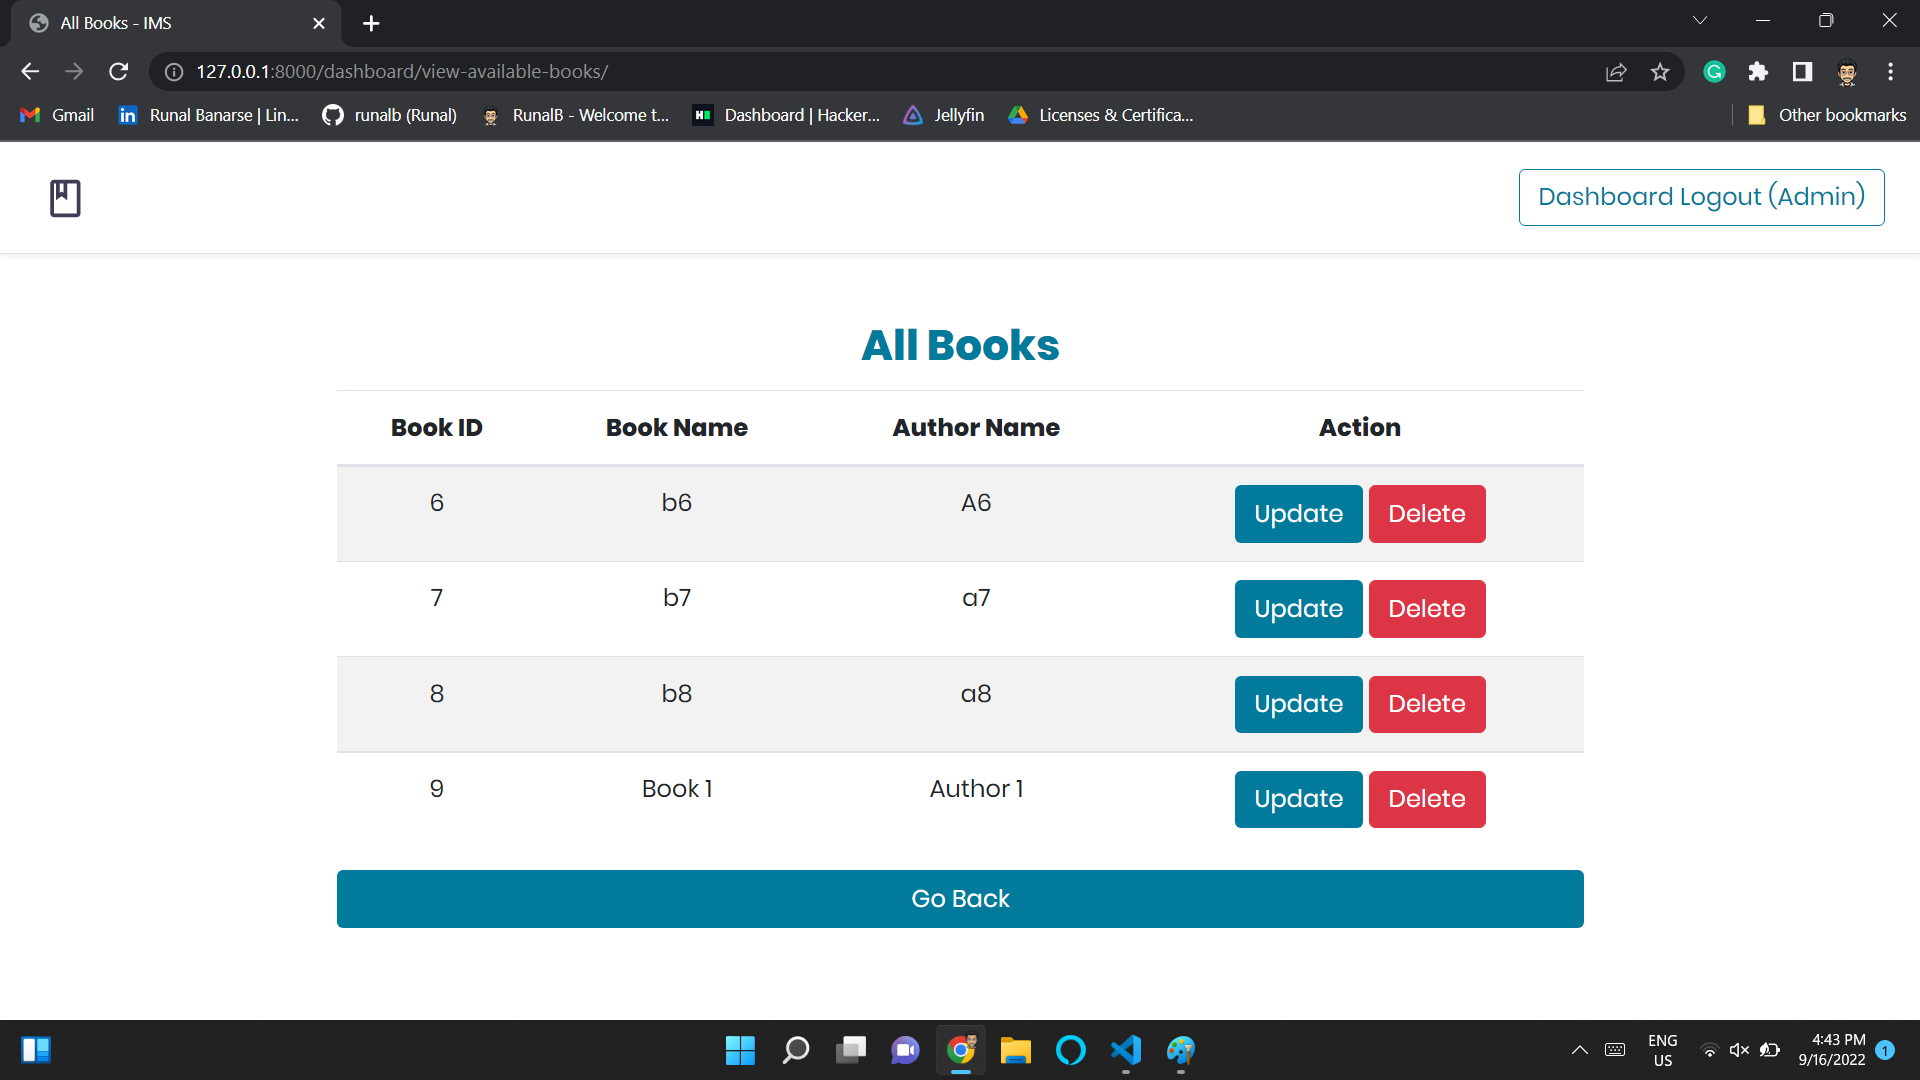 All Books - IMS
127.0.0.1:8000/dashboard/view-available-books/
Gmail
in Runal Banarse | Lin...
runalb (Runal)
RunalB - Welcome t...
H Dashboard | Hacker...
Jellyfin
Licenses & Certifica...
Other bookmarks
Dashboard Logout (Admin)
All Books
Book ID Book Name Author Name Action
6 b6 A6 Update Delete
7 b7 a7 Update Delete
8 b8 a8 Update Delete
9 Book 1 Author 1 Update Delete
Go Back
ENG
US
4:43 PM
9/16/2022
1